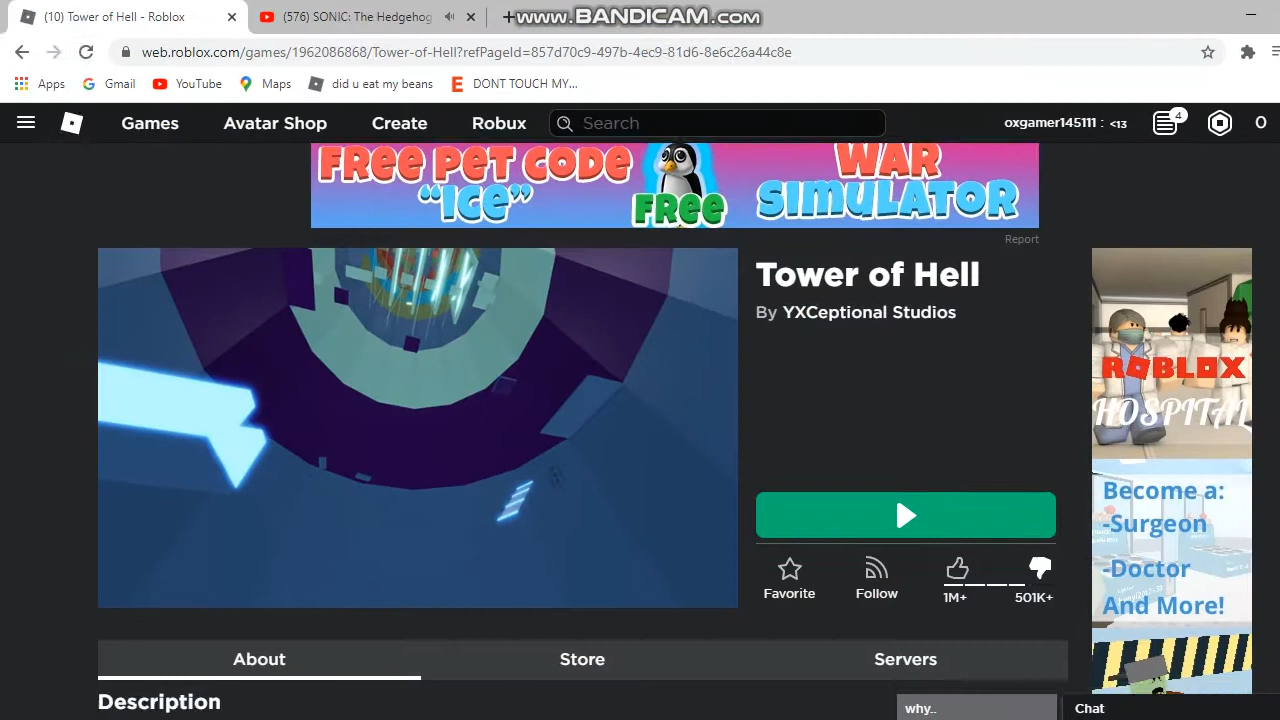 (10) Tower of Hell - Roblox
(576) SONIC: The Hedgehog
www.BANDICAM.com
web.roblox.com/games/1962086868/Tower-of-Hell?refPageId=857d70c9-497b-4ec9-81d6-8e6c26a44c8e
Apps
Gmail
YouTube
Maps
did u eat my beans
DONT TOUCH MY...
Games
Avatar Shop
Create
Robux
Search
oxgamer145111 : <13
4
0
FREE PET CODE
"ICE"
FREE
WAR
SIMULATOR
Report
Tower of Hell
By YXCeptional Studios
ROBLOX
HOSPITAL
Become a:
-Surgeon
-Doctor
And More!
Favorite
Follow
1M+
501K+
About
Store
Servers
Description
why..
Chat